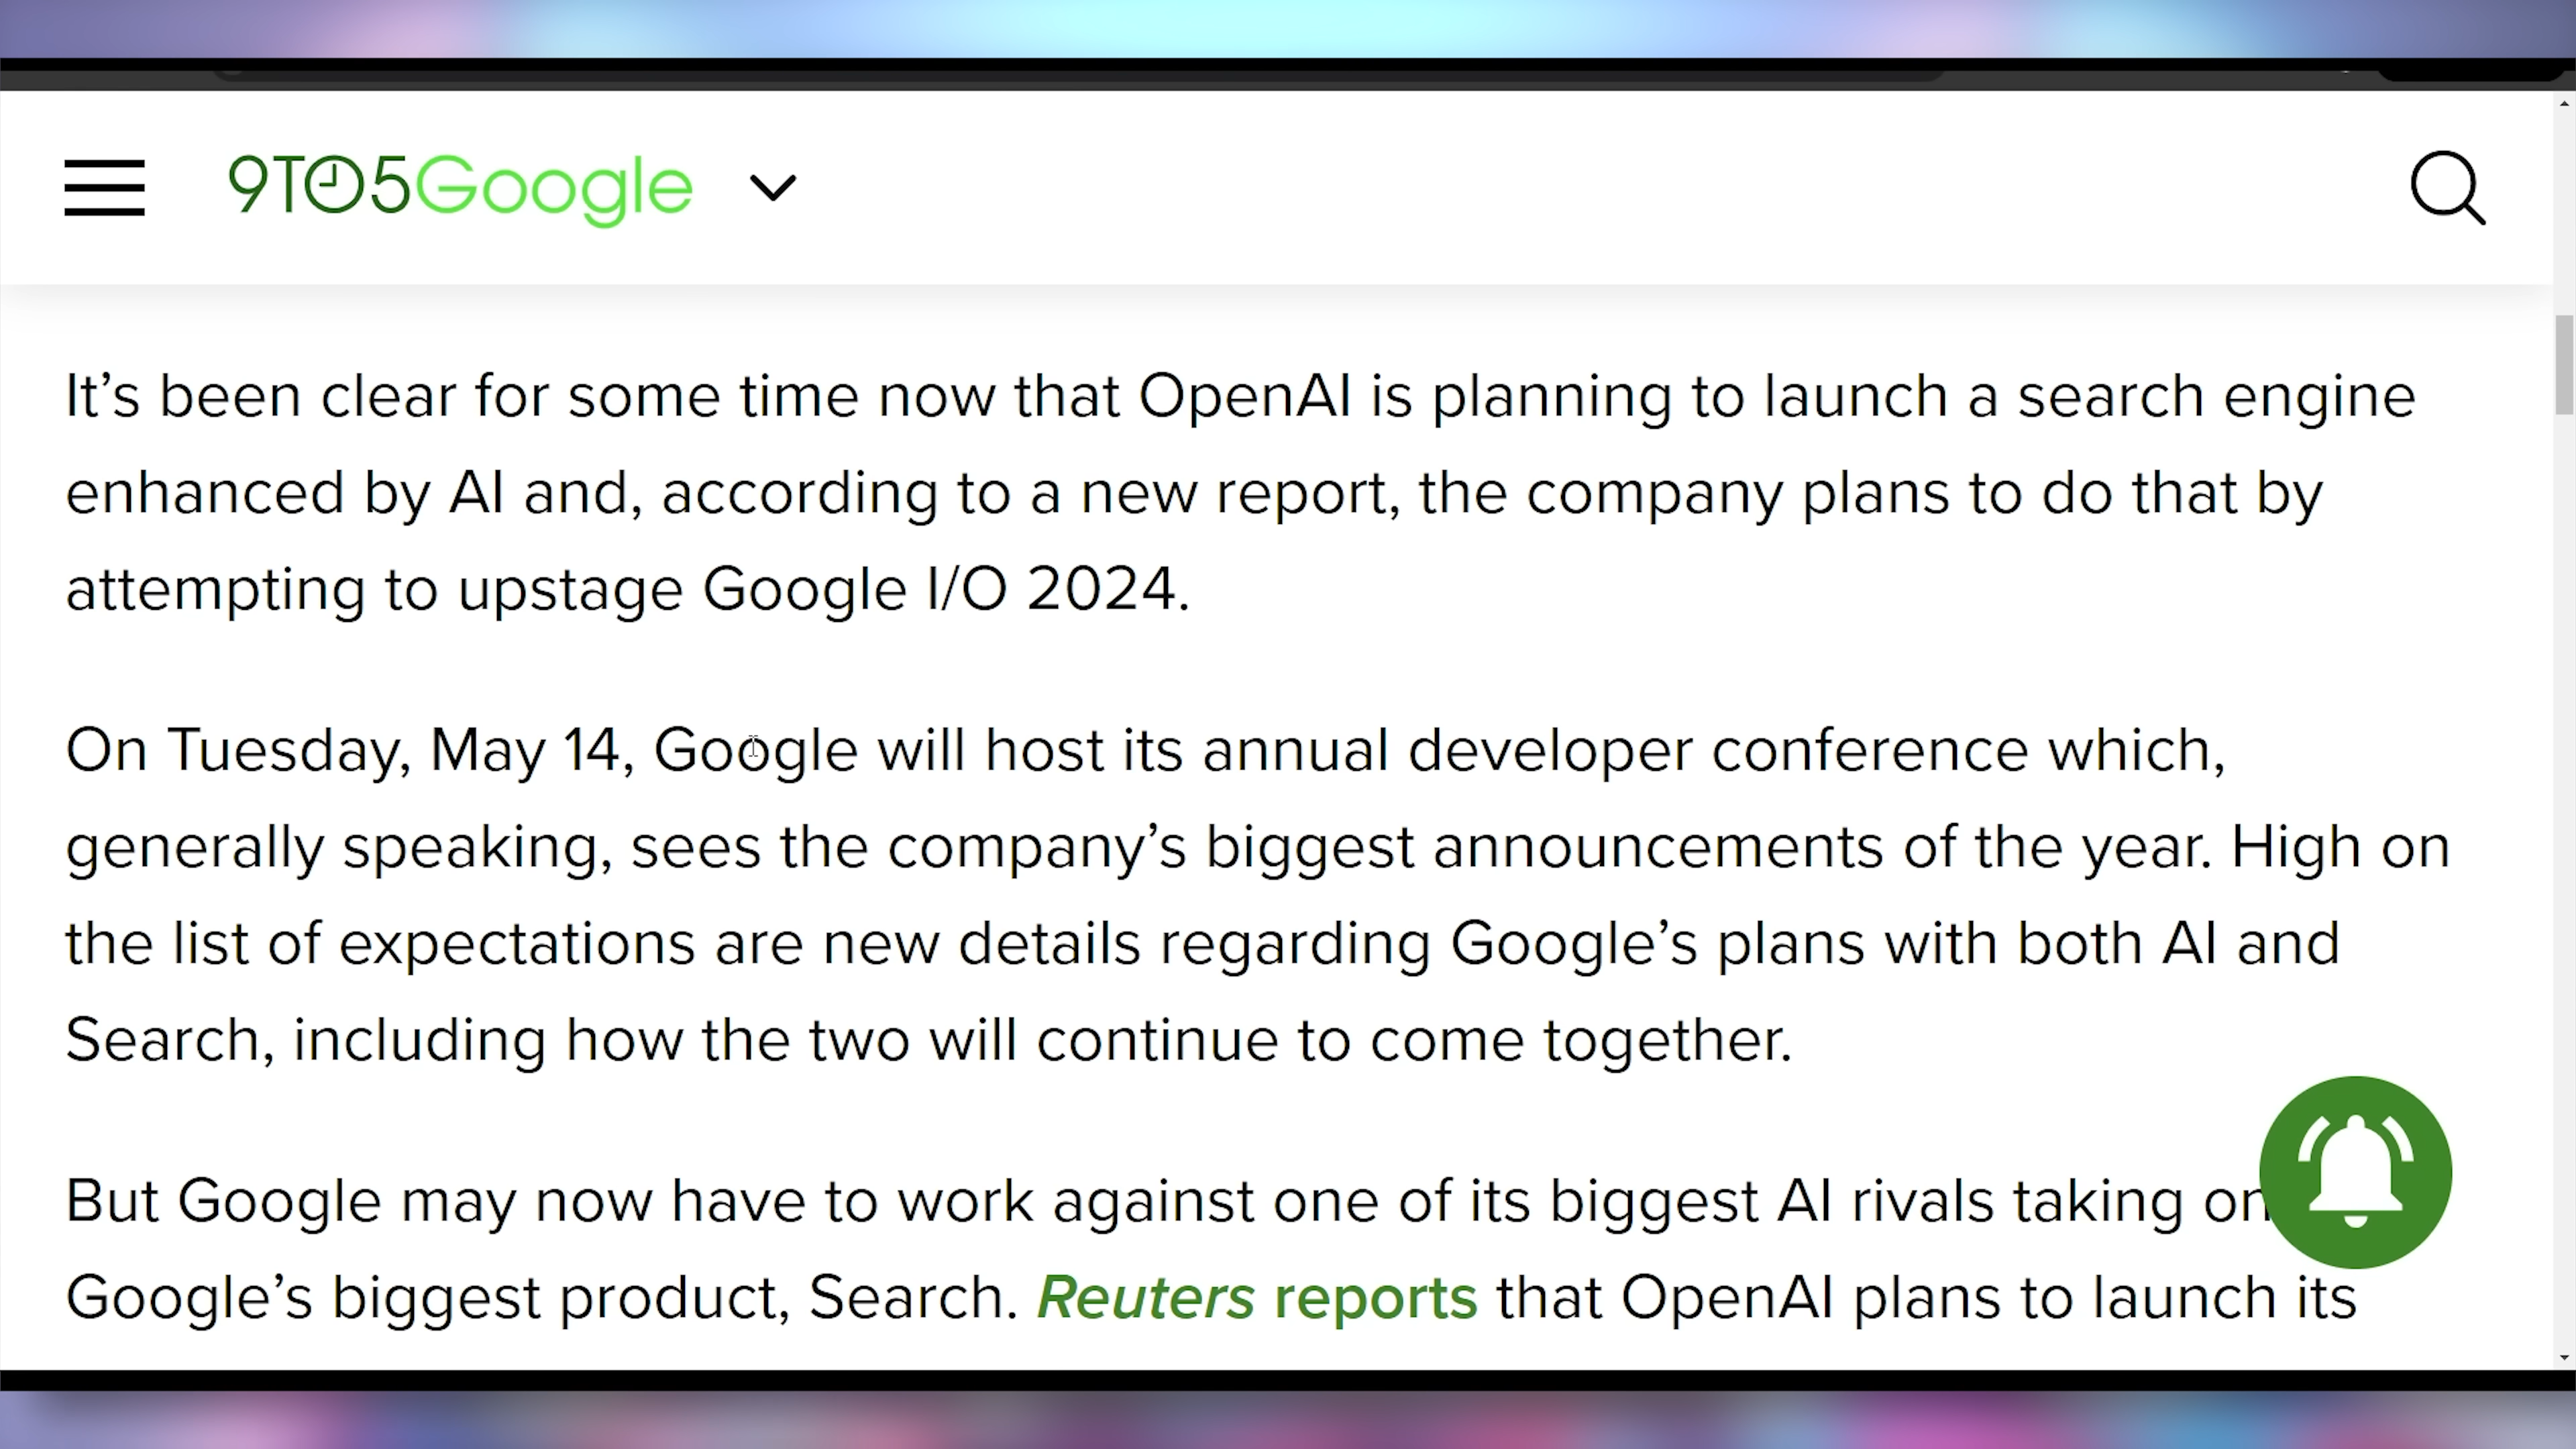 9TO5Google
It’s been clear for some time now that OpenAI is planning to launch a search engine
enhanced by AI and, according to a new report, the company plans to do that by
attempting to upstage Google I/O 2024.
On Tuesday, May 14, Google will host its annual developer conference which,
generally speaking, sees the company’s biggest announcements of the year. High on
the list of expectations are new details regarding Google’s plans with both AI and
Search, including how the two will continue to come together.
But Google may now have to work against one of its biggest AI rivals taking on
Google’s biggest product, Search. Reuters reports that OpenAI plans to launch its